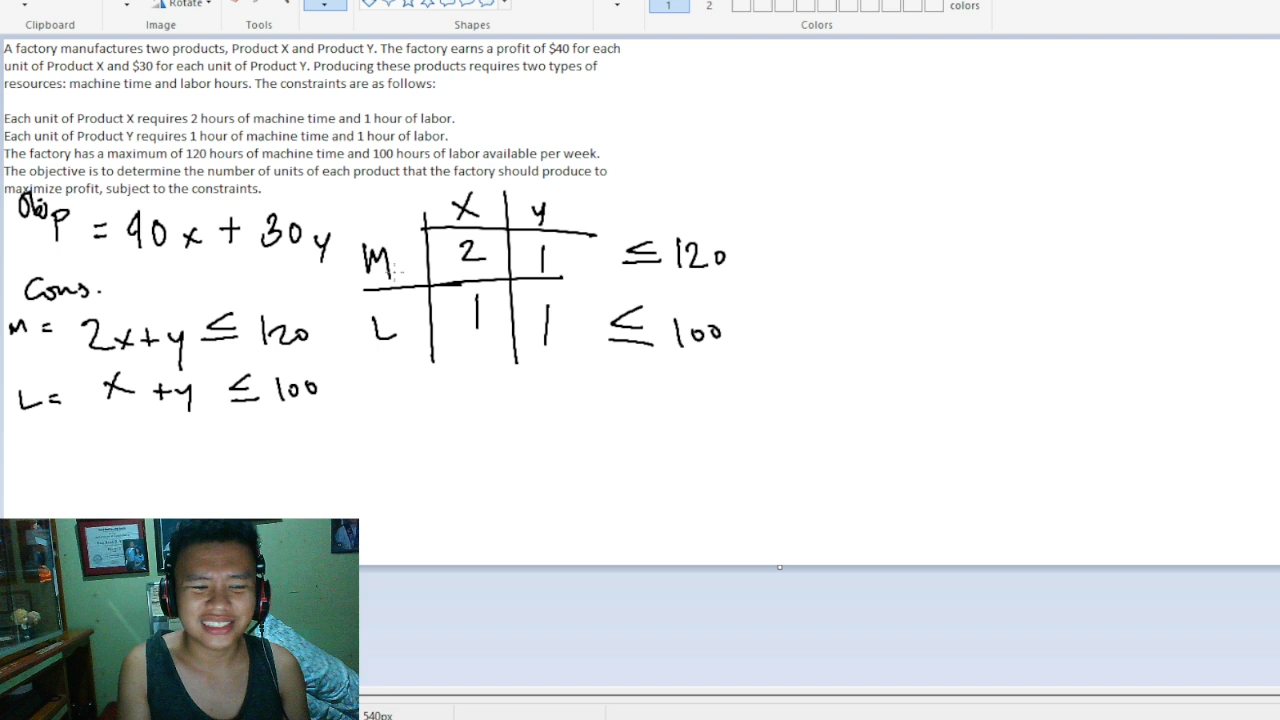 Rotate
1 2 colors
Clipboard Image Tools Shapes Colors
A factory manufactures two products, Product X and Product Y. The factory earns a profit of $40 for each
unit of Product X and $30 for each unit of Product Y. Producing these products requires two types of
resources: machine time and labor hours. The constraints are as follows:
Each unit of Product X requires 2 hours of machine time and 1 hour of labor.
Each unit of Product Y requires 1 hour of machine time and 1 hour of labor.
The factory has a maximum of 120 hours of machine time and 100 hours of labor available per week.
The objective is to determine the number of units of each product that the factory should produce to
maximize profit, subject to the constraints.
Obj P = 40x + 30y
Cons.
M = 2x+y ≤ 120
L = x +y ≤ 100
X y
M 2 1 ≤ 120
L 1 1 ≤ 100
540px